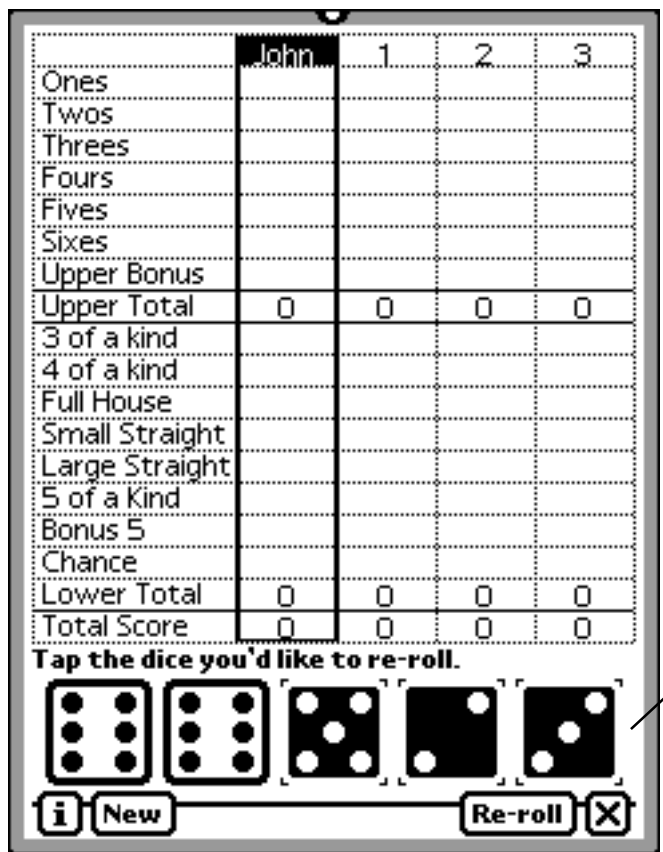 John 1 2 3
Ones
Twos
Threes
Fours
Fives
Sixes
Upper Bonus
Upper Total 0 0 0 0
3 of a kind
4 of a kind
Full House
Small Straight
Large Straight
5 of a Kind
Bonus 5
Chance
Lower Total 0 0 0 0
Total Score 0 0 0 0
Tap the dice you'd like to re-roll.
i New Re-roll X